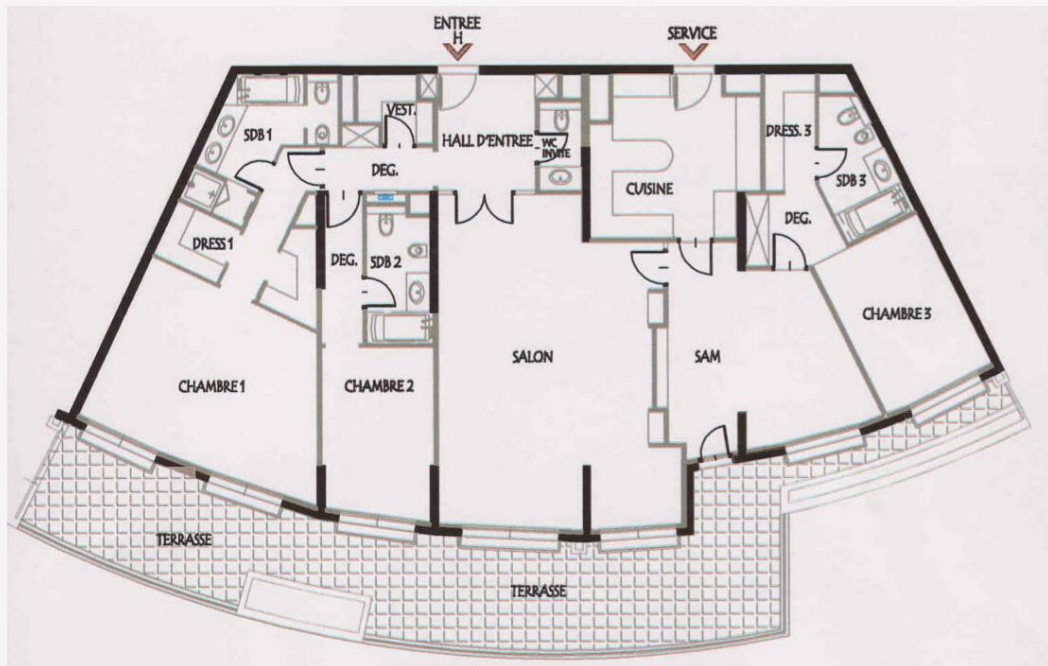 ENTREE
H
SERVICE
SDB 1
VEST.
HALL D'ENTREE
WC
INVITE
DEG.
CUISINE
DRESS. 3
SDB 3
DEG.
DRESS 1
DEG.
SDB 2
CHAMBRE 3
SALON
SAM
CHAMBRE 1
CHAMBRE 2
TERRASSE
TERRASSE